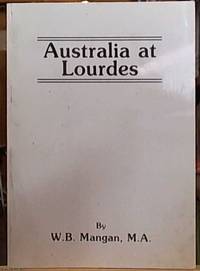 Australia at
Lourdes
By
W.B. Mangan, M.A.